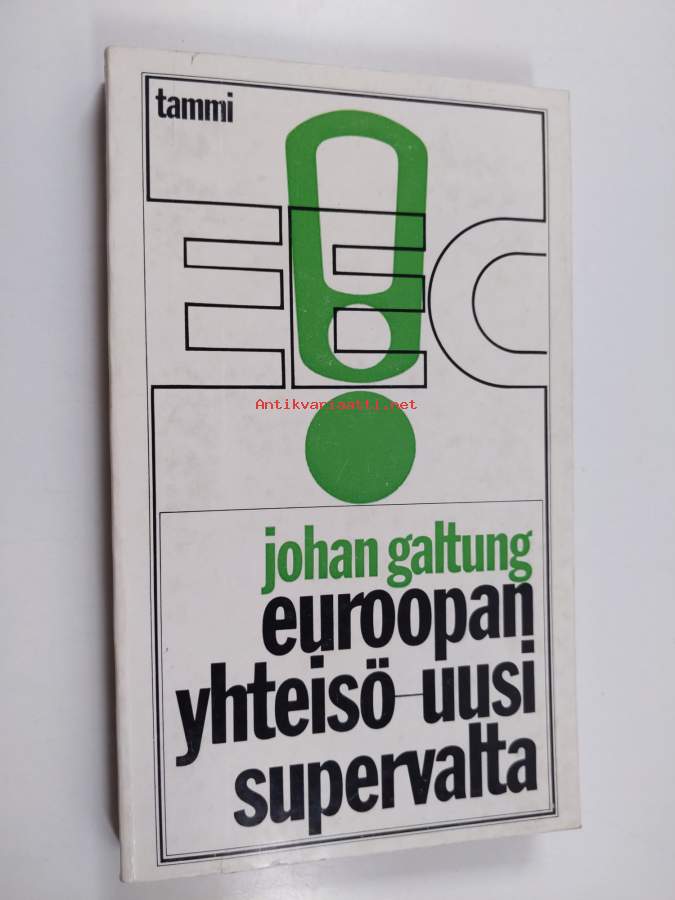 tammi
EEC
Antikvariaatti.net
johan galtung
euroopan
yhteisö–uusi
supervalta